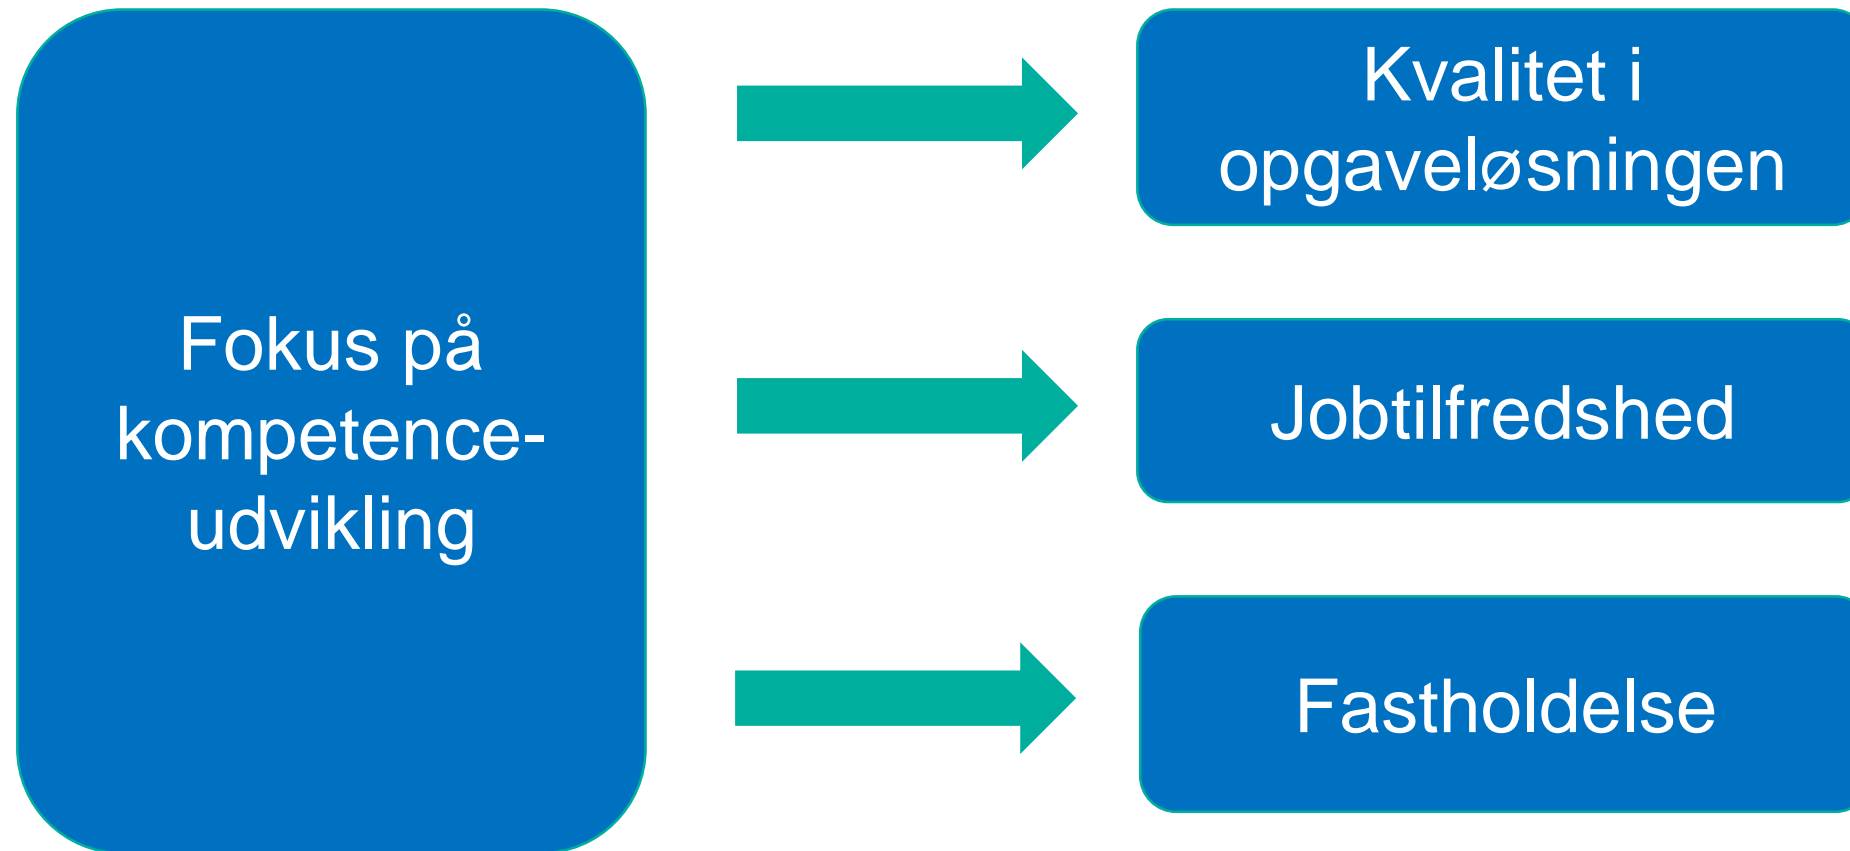 Fokus på
kompetence-
udvikling
Kvalitet i
opgaveløsningen
Jobtilfredshed
Fastholdelse